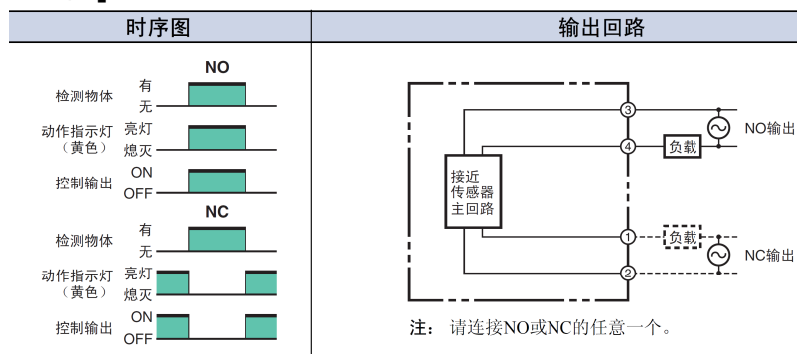 时序图
输出回路
NO
检测物体
有
无
动作指示灯
（黄色）
亮灯
熄灭
控制输出
ON
OFF
NC
检测物体
有
无
动作指示灯
（黄色）
亮灯
熄灭
控制输出
ON
OFF
接近
传感器
主回路
③
④
负载
NO输出
①
②
负载
NC输出
注： 请连接NO或NC的任意一个。